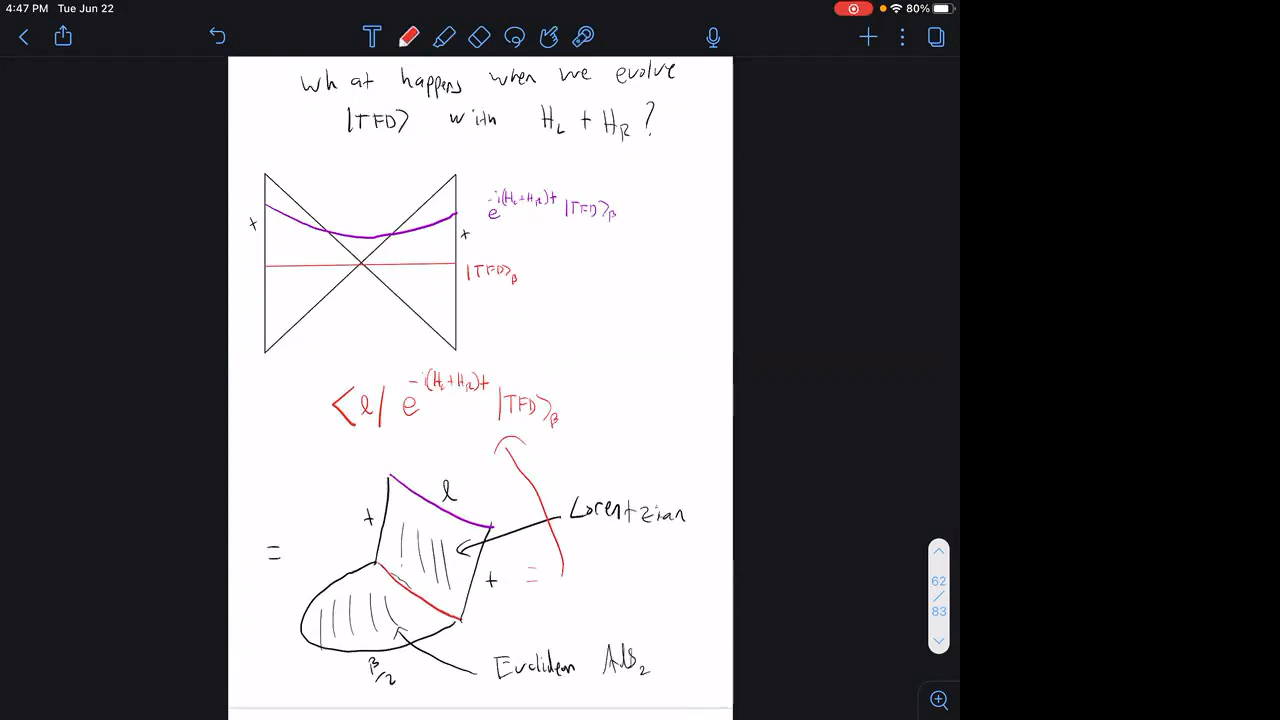 4:47 PM Tue Jun 22
80%
What happens when we evolve
|TFD⟩ with H_L + H_R ?
t
e^{-i(H_L+H_R)t} |TFD⟩_β
t
|TFD⟩_β
⟨l| e^{-i(H_L+H_R)t} |TFD⟩_β
l
t
Lorentzian
=
t
=
β/2
Euclidean AdS_2
62
/
83